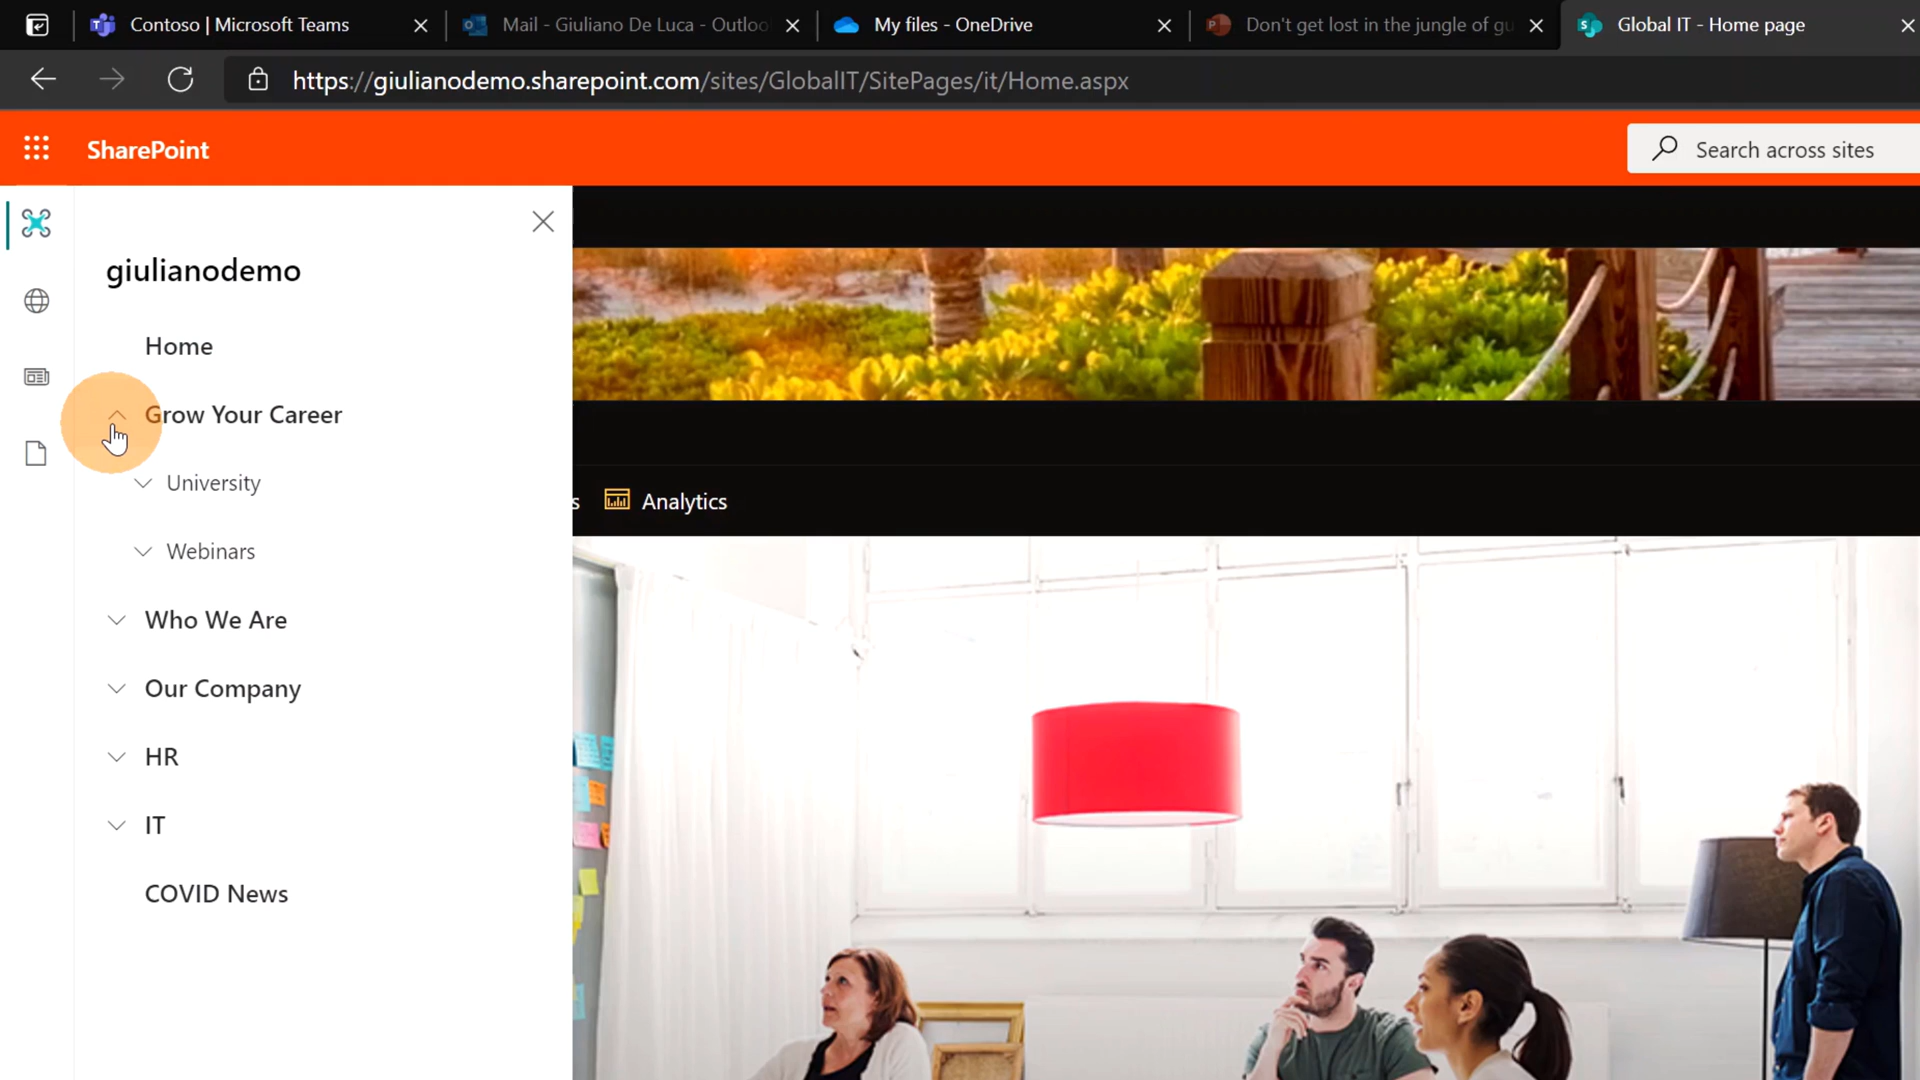 Contoso | Microsoft Teams
Mail - Giuliano De Luca - Outloo
My files - OneDrive
Don't get lost in the jungle of gu
Global IT - Home page
https://giulianodemo.sharepoint.com/sites/GlobalIT/SitePages/it/Home.aspx
SharePoint
Search across sites
giulianodemo
Home
Grow Your Career
University
Webinars
Who We Are
Our Company
HR
IT
COVID News
s
Analytics